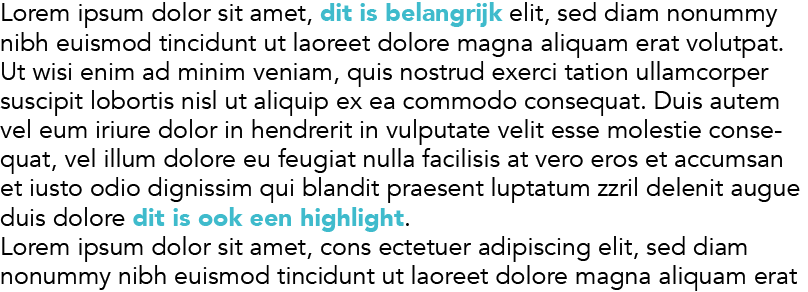 Lorem ipsum dolor sit amet, dit is belangrijk elit, sed diam nonummy
nibh euismod tincidunt ut laoreet dolore magna aliquam erat volutpat.
Ut wisi enim ad minim veniam, quis nostrud exerci tation ullamcorper
suscipit lobortis nisl ut aliquip ex ea commodo consequat. Duis autem
vel eum iriure dolor in hendrerit in vulputate velit esse molestie conse-
quat, vel illum dolore eu feugiat nulla facilisis at vero eros et accumsan
et iusto odio dignissim qui blandit praesent luptatum zzril delenit augue
duis dolore dit is ook een highlight.
Lorem ipsum dolor sit amet, cons ectetuer adipiscing elit, sed diam
nonummy nibh euismod tincidunt ut laoreet dolore magna aliquam erat